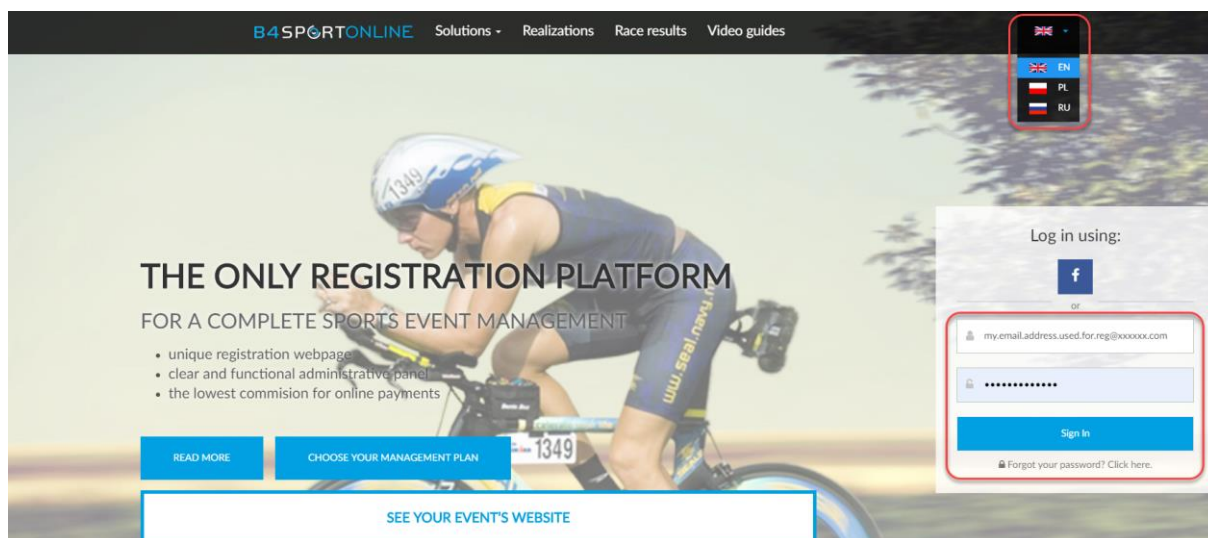 B4SPORTONLINE Solutions Realizations Race results Video guides
EN
PL
RU
1349
Log in using:
f
or
THE ONLY REGISTRATION PLATFORM
FOR A COMPLETE SPORTS EVENT MANAGEMENT
• unique registration webpage
• clear and functional administrative panel
• the lowest commision for online payments
my.email.address.used.for.reg@xxxxxx.com
•••••••••••••
Sign In
Forgot your password? Click here.
READ MORE
CHOOSE YOUR MANAGEMENT PLAN
1349
SEE YOUR EVENT'S WEBSITE